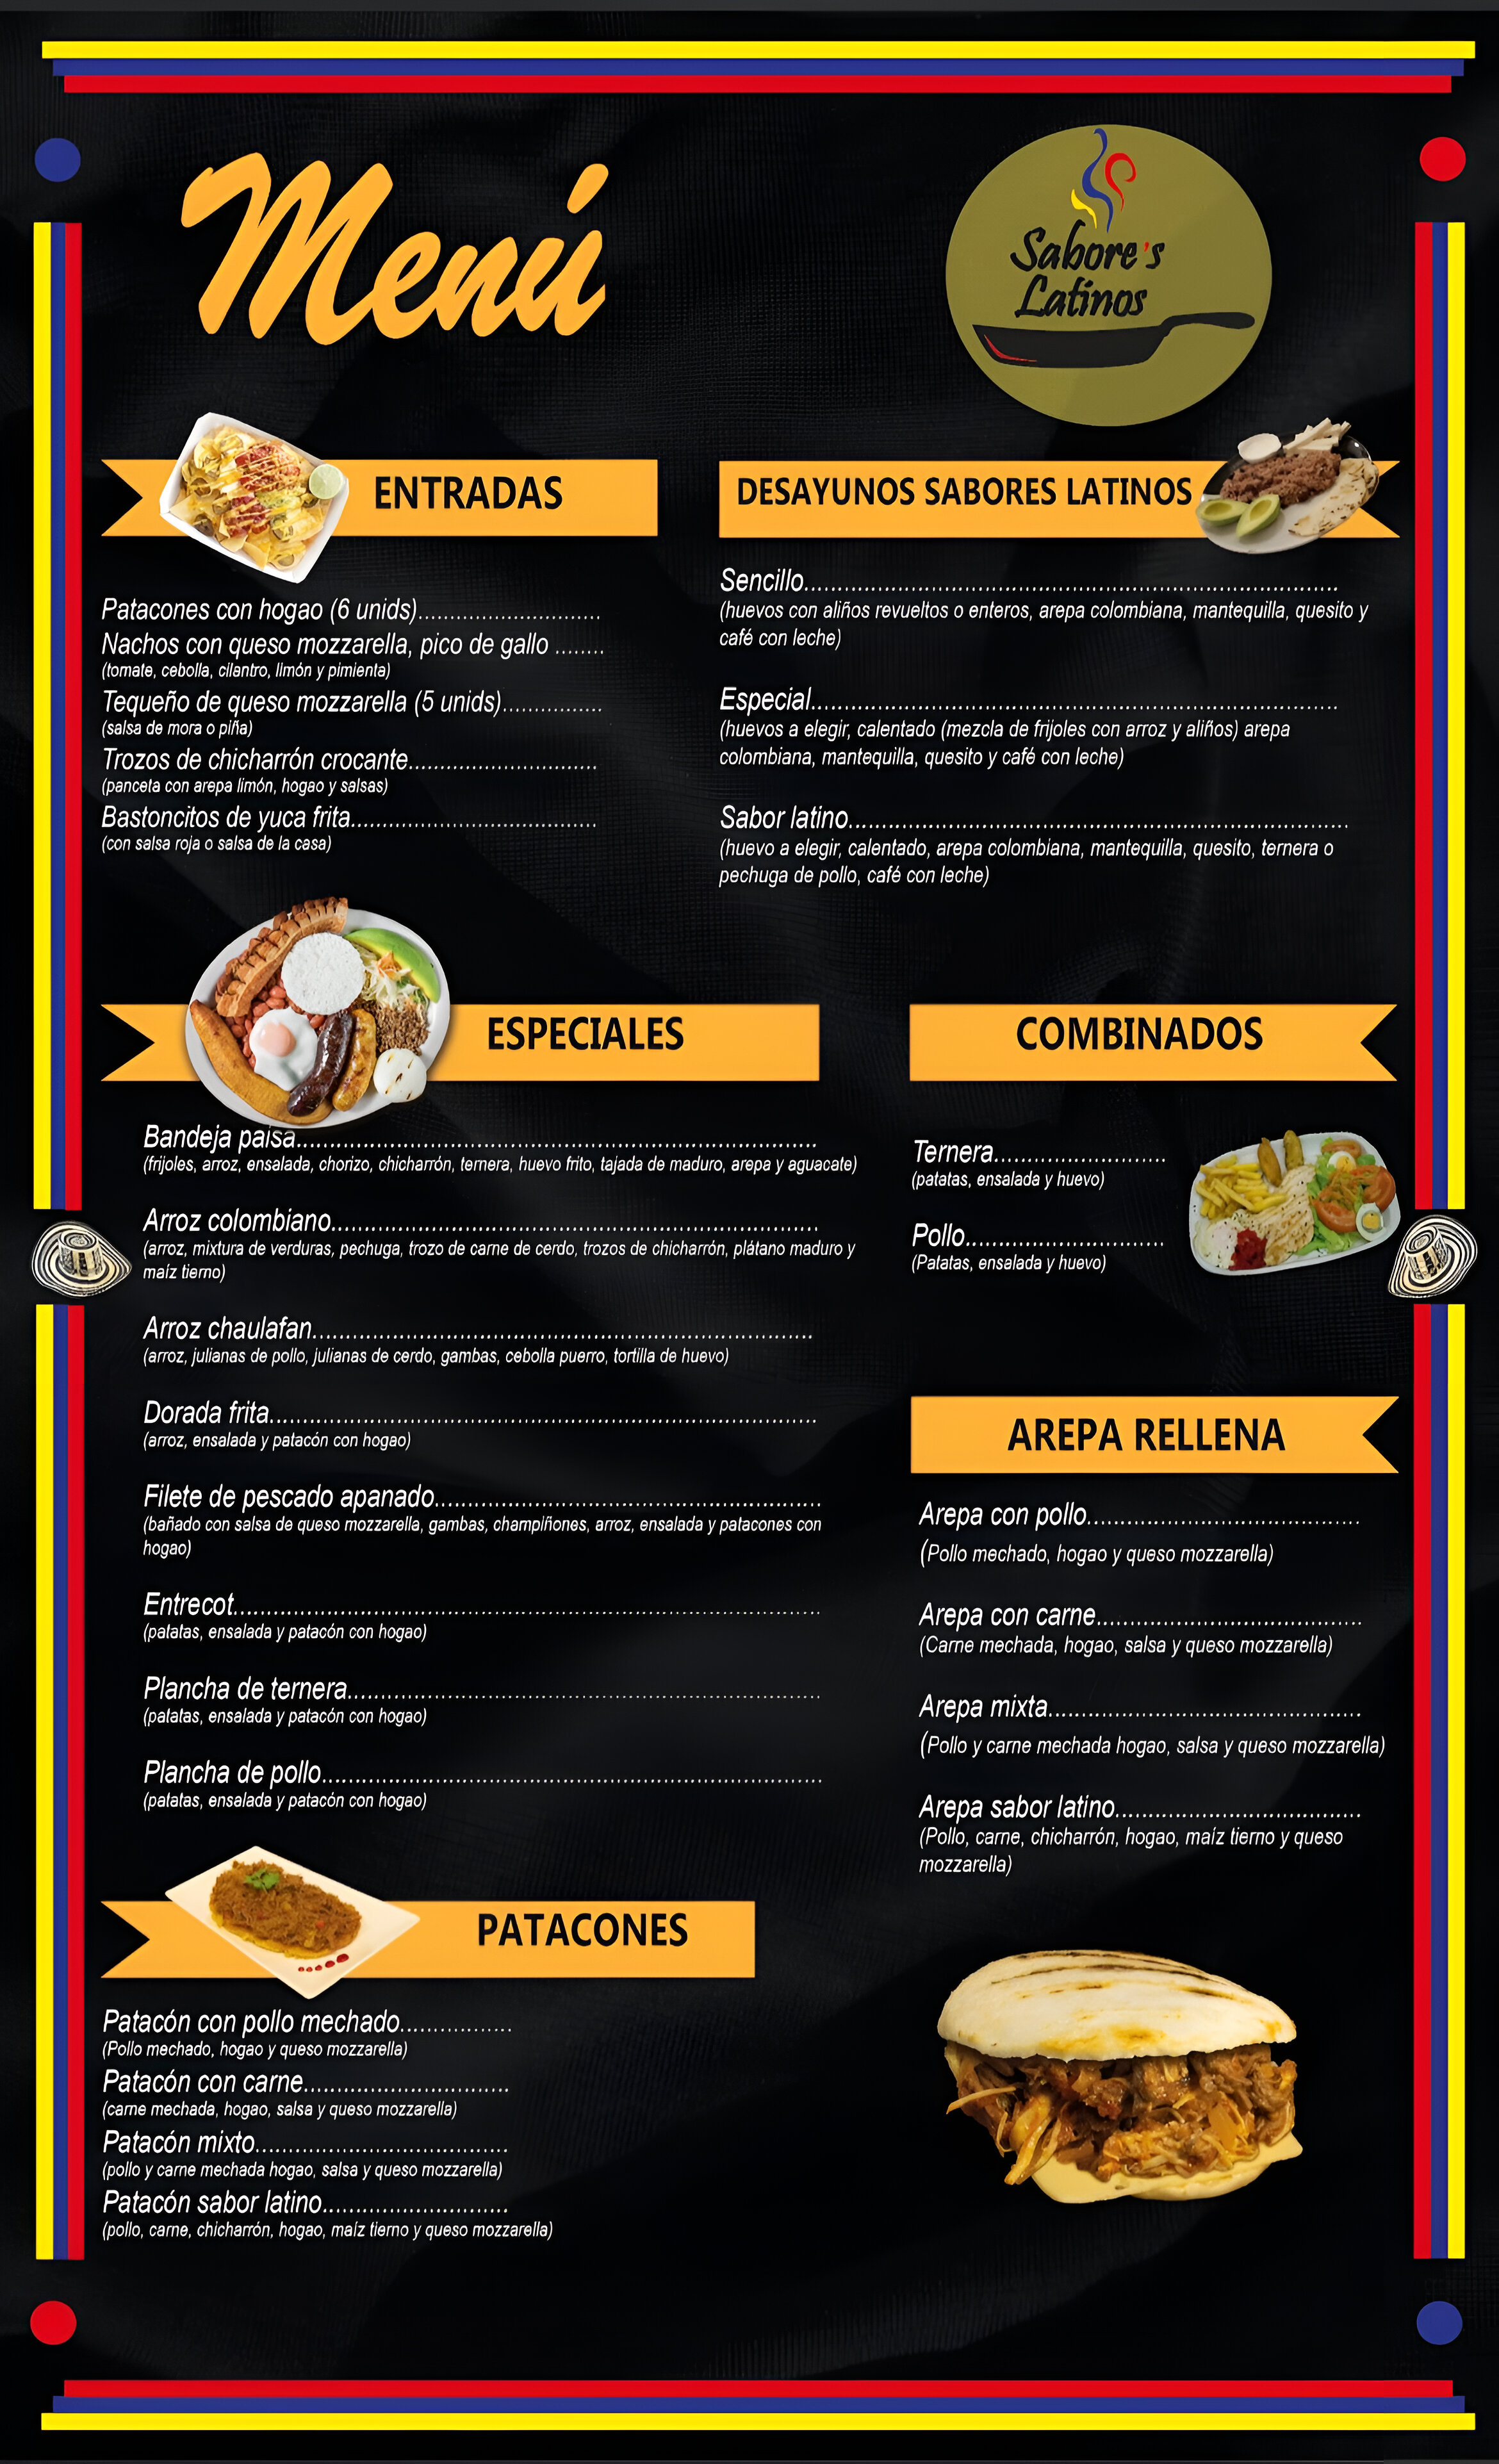 Menú
Sabore's
Latinos
ENTRADAS
Patacones con hogao (6 unids)............................
Nachos con queso mozzarella, pico de gallo ........
(tomate, cebolla, cilantro, limón y pimienta)
Tequeño de queso mozzarella (5 unids)...............
(salsa de mora o piña)
Trozos de chicharrón crocante.............................
(panceta con arepa limón, hogao y salsas)
Bastoncitos de yuca frita......................................
(con salsa roja o salsa de la casa)
DESAYUNOS SABORES LATINOS
Sencillo................................................................................
(huevos con aliños revueltos o enteros, arepa colombiana, mantequilla, quesito y
café con leche)
Especial...............................................................................
(huevos a elegir, calentado (mezcla de frijoles con arroz y aliños) arepa
colombiana, mantequilla, quesito y café con leche)
Sabor latino...........................................................................
(huevo a elegir, calentado, arepa colombiana, mantequilla, quesito, ternera o
pechuga de pollo, café con leche)
ESPECIALES
Bandeja paisa..............................................................................
(frijoles, arroz, ensalada, chorizo, chicharrón, ternera, huevo frito, tajada de maduro, arepa y aguacate)
Arroz colombiano.........................................................................
(arroz, mixtura de verduras, pechuga, trozo de carne de cerdo, trozos de chicharrón, plátano maduro y
maíz tierno)
Arroz chaulafan...........................................................................
(arroz, julianas de pollo, julianas de cerdo, gambas, cebolla puerro, tortilla de huevo)
Dorada frita..................................................................................
(arroz, ensalada y patacón con hogao)
Filete de pescado apanado..........................................................
(bañado con salsa de queso mozzarella, gambas, champiñones, arroz, ensalada y patacones con
hogao)
Entrecot........................................................................................
(patatas, ensalada y patacón con hogao)
Plancha de ternera.......................................................................
(patatas, ensalada y patacón con hogao)
Plancha de pollo...........................................................................
(patatas, ensalada y patacón con hogao)
COMBINADOS
Ternera..........................
(patatas, ensalada y huevo)
Pollo..............................
(Patatas, ensalada y huevo)
AREPA RELLENA
Arepa con pollo.........................................
(Pollo mechado, hogao y queso mozzarella)
Arepa con carne........................................
(Carne mechada, hogao, salsa y queso mozzarella)
Arepa mixta...............................................
(Pollo y carne mechada hogao, salsa y queso mozzarella)
Arepa sabor latino.....................................
(Pollo, carne, chicharrón, hogao, maíz tierno y queso
mozzarella)
PATACONES
Patacón con pollo mechado.................
(Pollo mechado, hogao y queso mozzarella)
Patacón con carne...............................
(carne mechada, hogao, salsa y queso mozzarella)
Patacón mixto......................................
(pollo y carne mechada hogao, salsa y queso mozzarella)
Patacón sabor latino............................
(pollo, carne, chicharrón, hogao, maíz tierno y queso mozzarella)